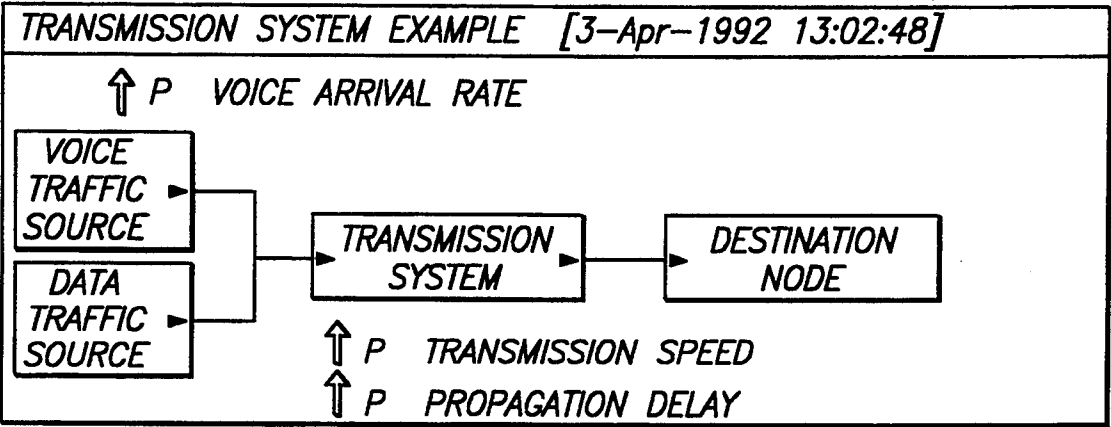 TRANSMISSION SYSTEM EXAMPLE [3-Apr-1992 13:02:48]
P VOICE ARRIVAL RATE
VOICE
TRAFFIC
SOURCE
DATA
TRAFFIC
SOURCE
TRANSMISSION
SYSTEM
DESTINATION
NODE
P TRANSMISSION SPEED
P PROPAGATION DELAY